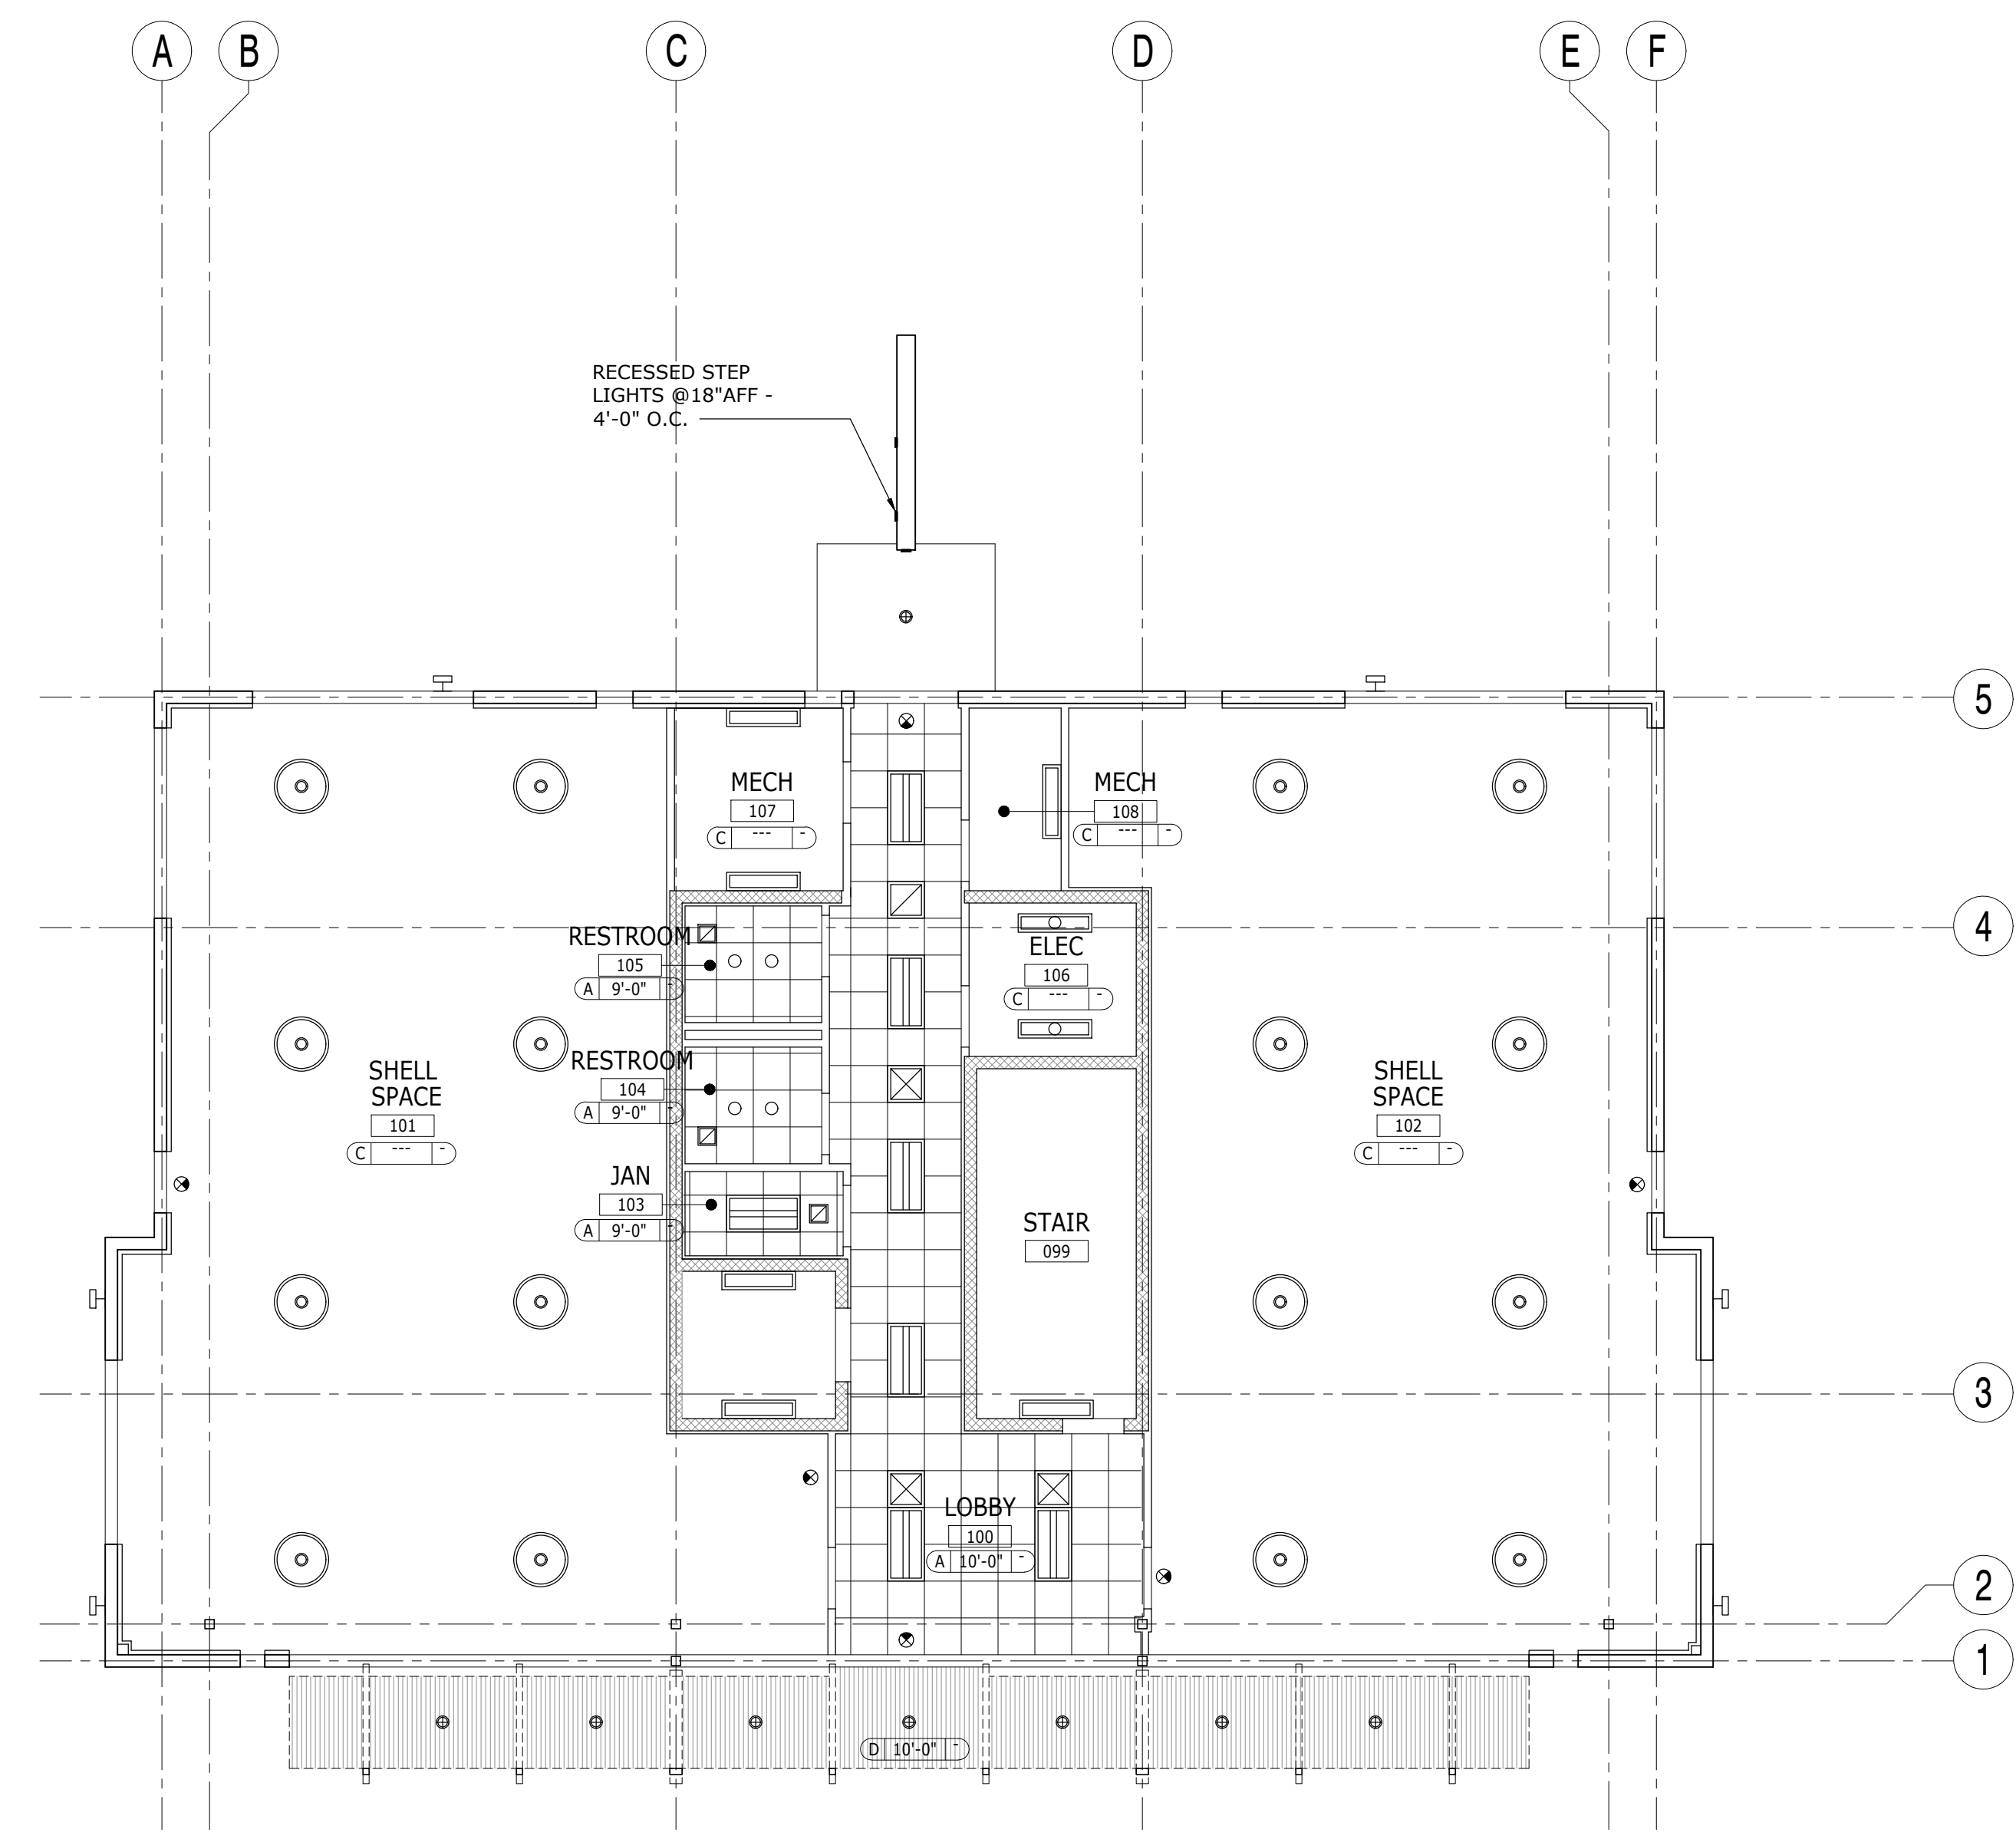 A
B
C
D
E
F
RECESSED STEP
LIGHTS @18"AFF -
4'-0" O.C.
5
MECH
107
C --- -
MECH
108
C --- -
4
RESTROOM
105
A 9'-0" -
ELEC
106
C --- -
RESTROOM
104
A 9'-0" -
SHELL
SPACE
101
C --- -
SHELL
SPACE
102
C --- -
JAN
103
A 9'-0" -
STAIR
099
3
LOBBY
100
A 10'-0" -
2
1
D 10'-0" -